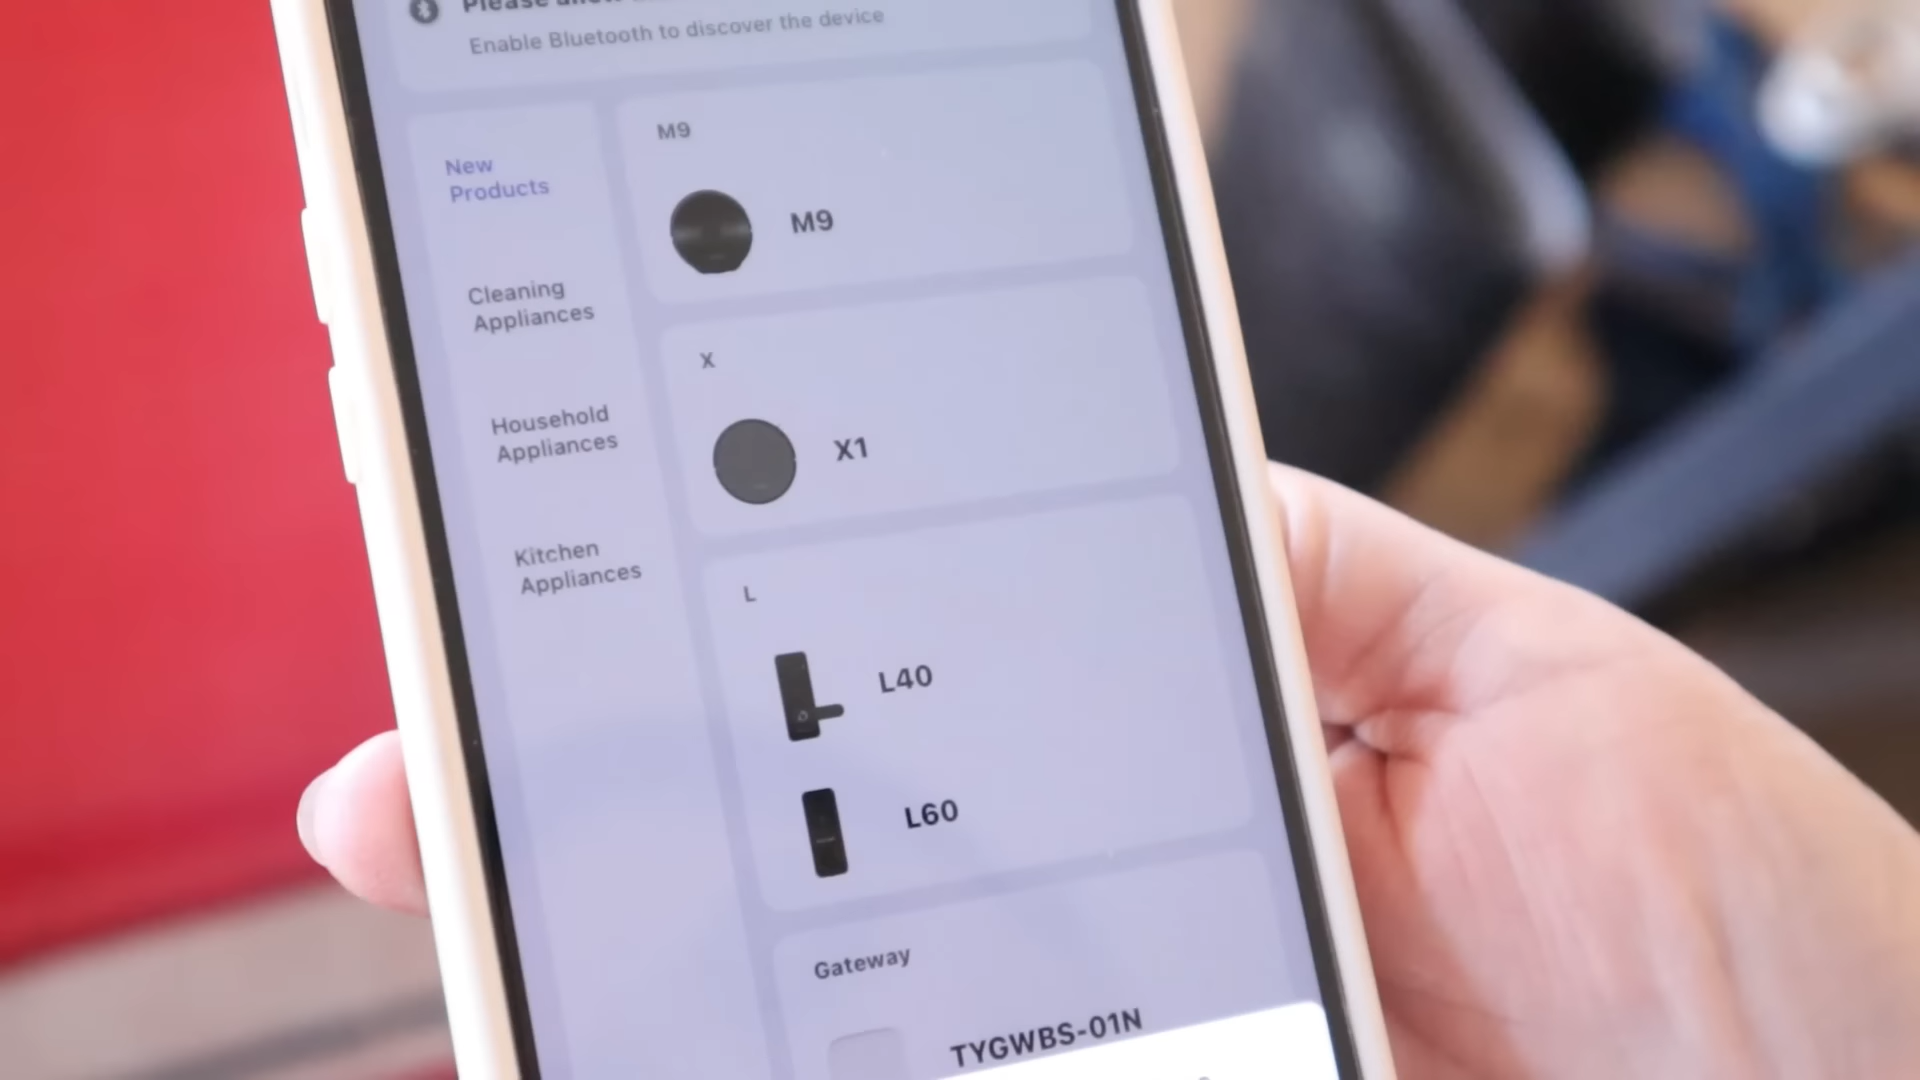 Please allow
Enable Bluetooth to discover the device
New
Products
Cleaning
Appliances
Household
Appliances
Kitchen
Appliances
M9
M9
X
X1
L
L40
L60
Gateway
TYGWBS-01N